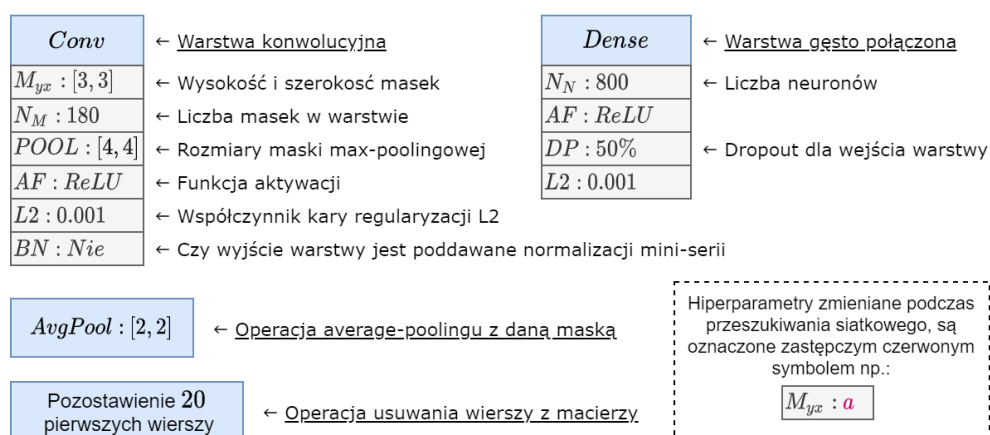 Conv ← Warstwa konwolucyjna
M_yx : [3, 3] ← Wysokość i szerokosć masek
N_M : 180 ← Liczba masek w warstwie
POOL : [4, 4] ← Rozmiary maski max-poolingowej
AF : ReLU ← Funkcja aktywacji
L2 : 0.001 ← Współczynnik kary regularyzacji L2
BN : Nie ← Czy wyjście warstwy jest poddawane normalizacji mini-serii
Dense ← Warstwa gęsto połączona
N_N : 800 ← Liczba neuronów
AF : ReLU
DP : 50% ← Dropout dla wejścia warstwy
L2 : 0.001
AvgPool : [2, 2] ← Operacja average-poolingu z daną maską
Pozostawienie 20
pierwszych wierszy
← Operacja usuwania wierszy z macierzy
Hiperparametry zmieniane podczas
przeszukiwania siatkowego, są
oznaczone zastępczym czerwonym
symbolem np.:
M_yx : a